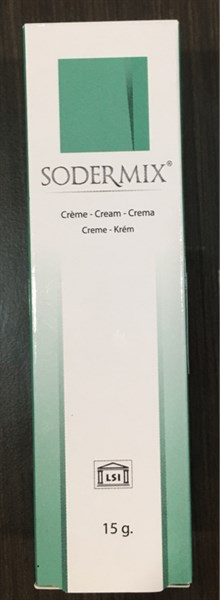 SODERMIX®
Crème - Cream - Crema
Creme - Krém
LSI
15 g.